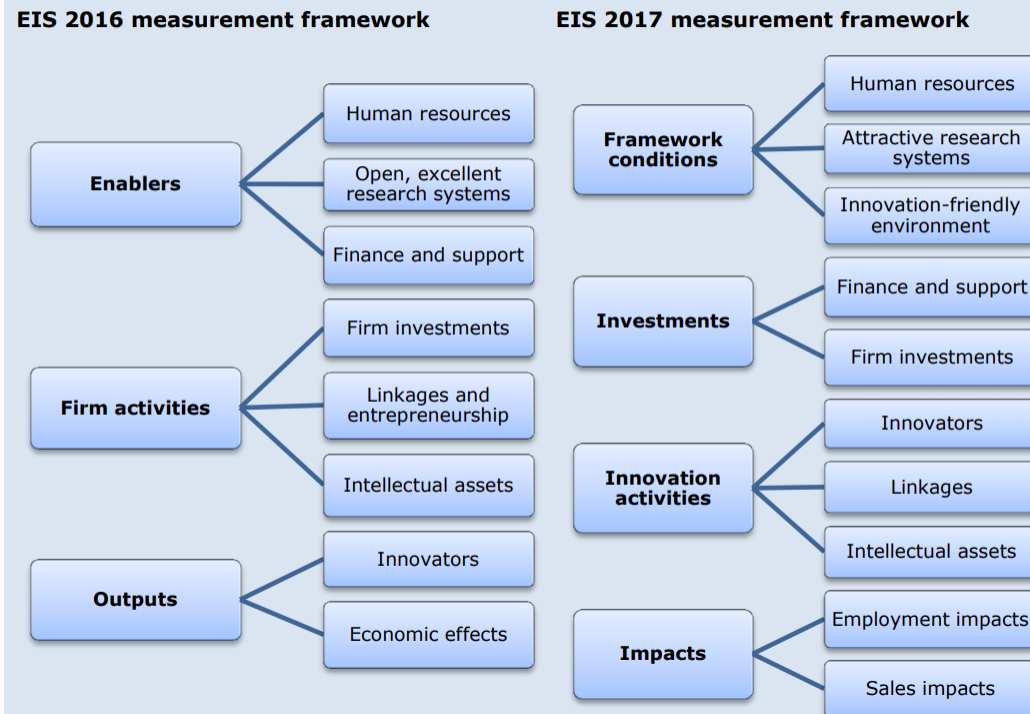 EIS 2016 measurement framework
Enablers
Human resources
Open, excellent
research systems
Finance and support
Firm activities
Firm investments
Linkages and
entrepreneurship
Intellectual assets
Outputs
Innovators
Economic effects
EIS 2017 measurement framework
Framework
conditions
Human resources
Attractive research
systems
Innovation-friendly
environment
Investments
Finance and support
Firm investments
Innovation
activities
Innovators
Linkages
Intellectual assets
Impacts
Employment impacts
Sales impacts